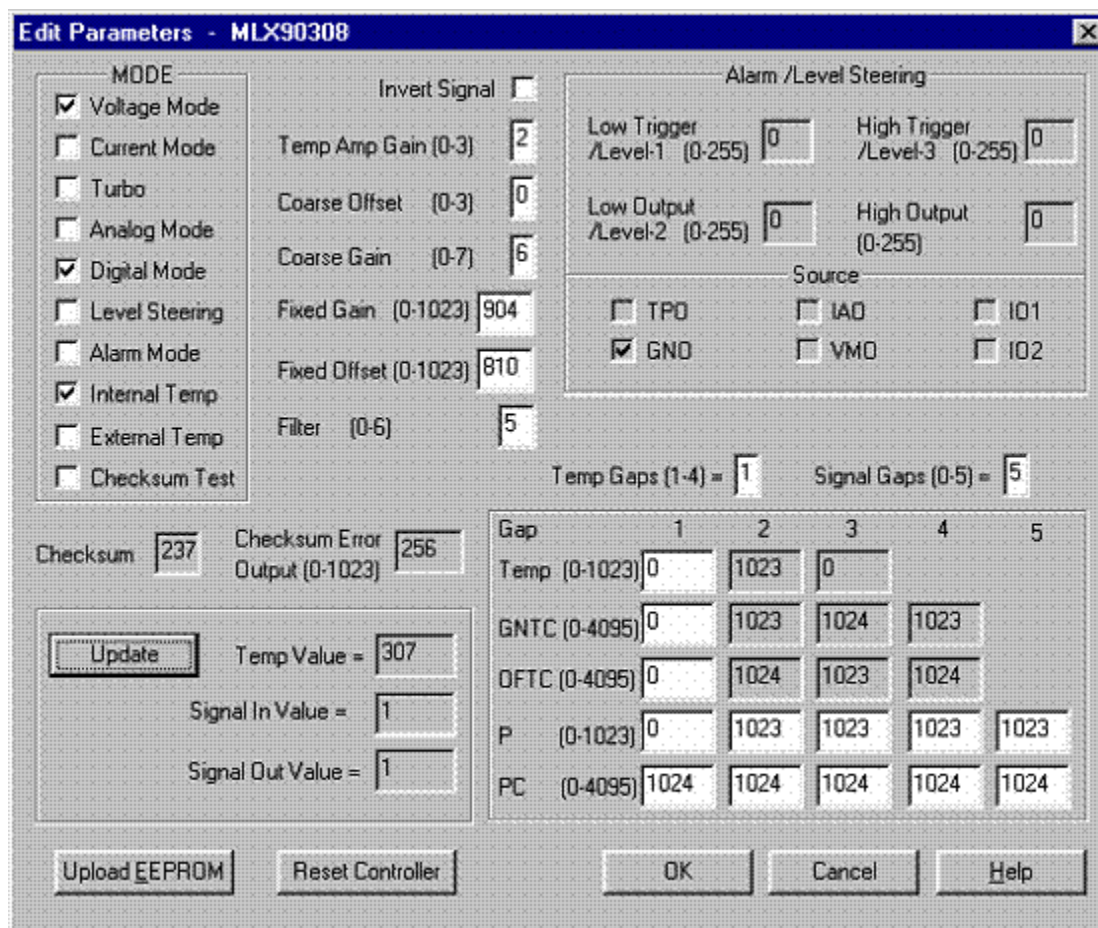 Edit Parameters - MLX90308
MODE
Voltage Mode
Current Mode
Turbo
Analog Mode
Digital Mode
Level Steering
Alarm Mode
Internal Temp
External Temp
Checksum Test
Invert Signal
Temp Amp Gain (0-3) 2
Coarse Offset (0-3) 0
Coarse Gain (0-7) 6
Fixed Gain (0-1023) 904
Fixed Offset (0-1023) 810
Filter (0-6) 5
Alarm /Level Steering
Low Trigger
/Level-1 (0-255) 0
High Trigger
/Level-3 (0-255) 0
Low Output
/Level-2 (0-255) 0
High Output
(0-255) 0
Source
TPO IAO IO1
GNO VMO IO2
Temp Gaps (1-4) = 1 Signal Gaps (0-5) = 5
Checksum 237
Checksum Error
Output (0-1023) 256
Update
Temp Value = 307
Signal In Value = 1
Signal Out Value = 1
Gap 1 2 3 4 5
Temp (0-1023) 0 1023 0
GNTC (0-4095) 0 1023 1024 1023
OFTC (0-4095) 0 1024 1023 1024
P (0-1023) 0 1023 1023 1023 1023
PC (0-4095) 1024 1024 1024 1024 1024
Upload EEPROM Reset Controller OK Cancel Help